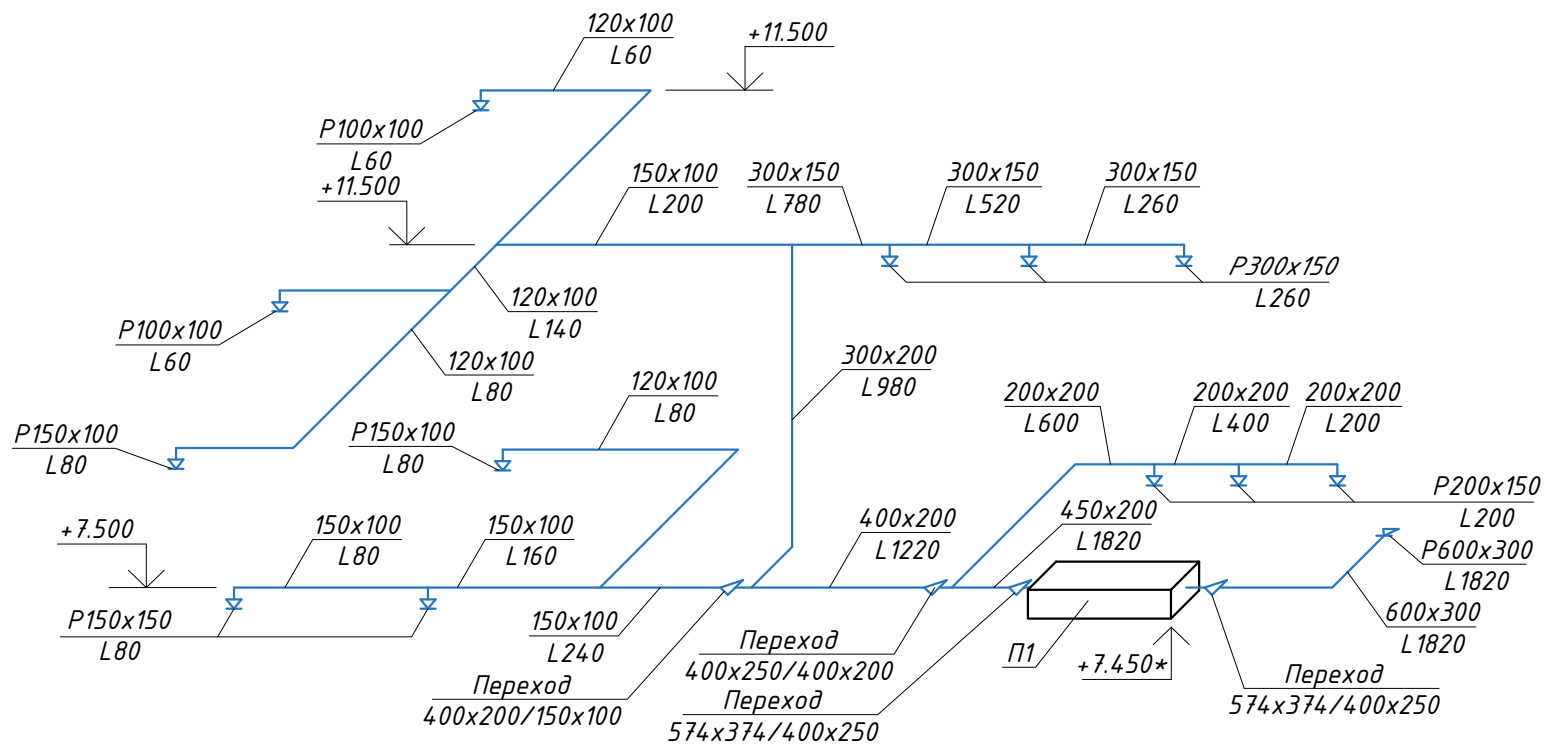 120x100
L60
+11.500
P100x100
L60
+11.500
150x100
L200
300x150
L780
300x150
L520
300x150
L260
P300x150
L260
120x100
L140
P100x100
L60
120x100
L80
300x200
L980
120x100
L80
P150x100
L80
P150x100
L80
200x200
L600
200x200
L400
200x200
L200
P200x150
L200
+7.500
150x100
L80
150x100
L160
400x200
L1220
450x200
L1820
P600x300
L1820
P150x150
L80
150x100
L240
Переход
400x250/400x200
П1
+7.450*
600x300
L1820
Переход
400x200/150x100
Переход
574x374/400x250
Переход
574x374/400x250